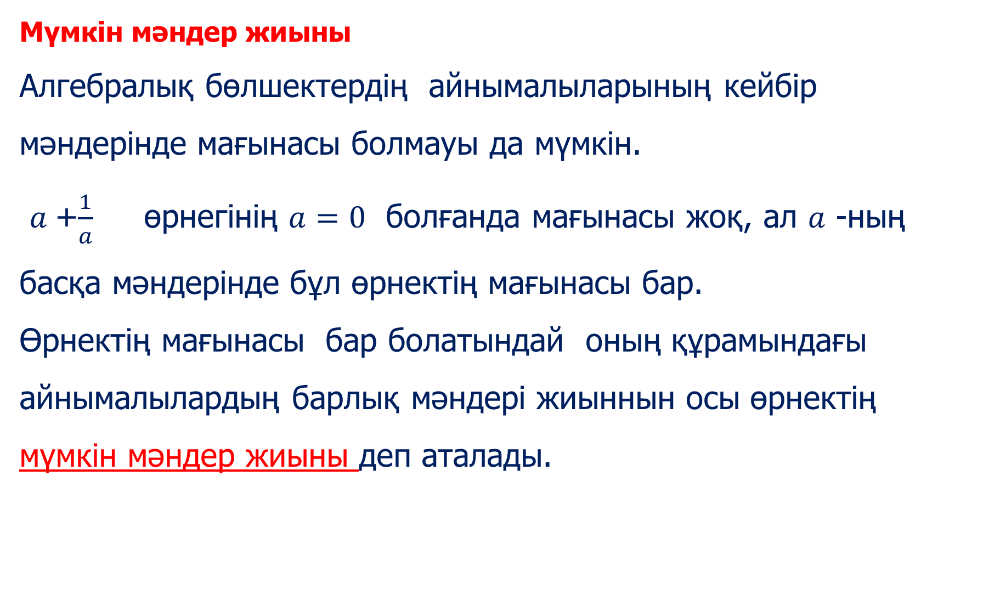 Мүмкін мәндер жиыны
Алгебралық бөлшектердің айнымалыларының кейбір
мәндерінде мағынасы болмауы да мүмкін.
a + 1/a өрнегінің a = 0 болғанда мағынасы жоқ, ал a -ның
басқа мәндерінде бұл өрнектің мағынасы бар.
Өрнектің мағынасы бар болатындай оның құрамындағы
айнымалылардың барлық мәндері жиыннын осы өрнектің
мүмкін мәндер жиыны деп аталады.